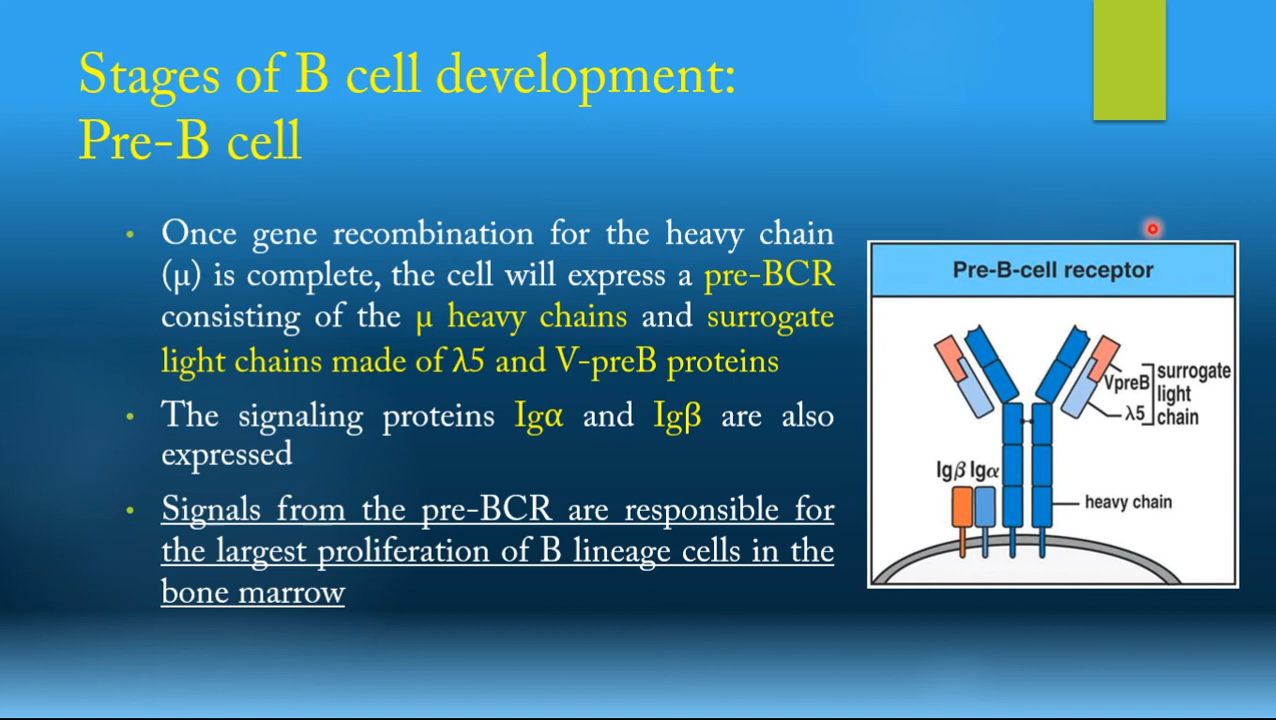 Stages of B cell development:
Pre-B cell
• Once gene recombination for the heavy chain
(μ) is complete, the cell will express a pre-BCR
consisting of the μ heavy chains and surrogate
light chains made of λ5 and V-preB proteins
• The signaling proteins Igα and Igβ are also
expressed
• Signals from the pre-BCR are responsible for
the largest proliferation of B lineage cells in the
bone marrow
Pre-B-cell receptor
VpreB
λ5
surrogate
light
chain
Igβ Igα
heavy chain